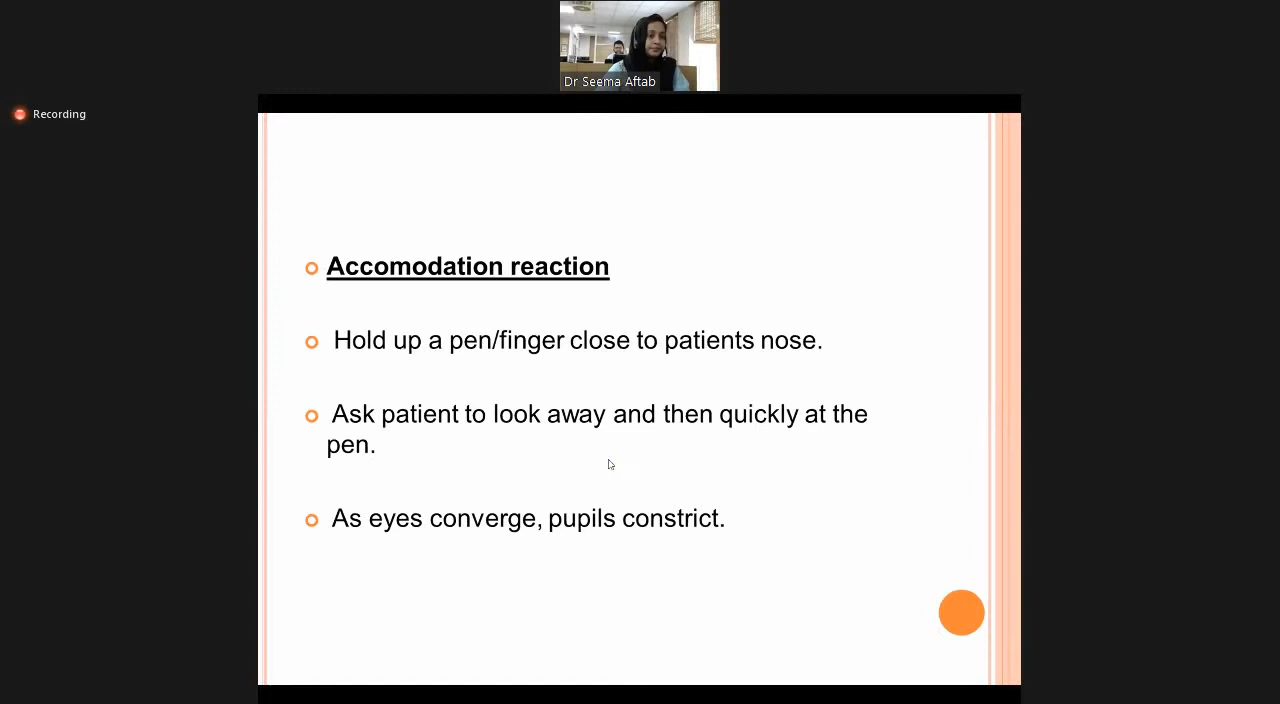 Dr Seema Aftab
Recording
Accomodation reaction
Hold up a pen/finger close to patients nose.
Ask patient to look away and then quickly at the
pen.
As eyes converge, pupils constrict.